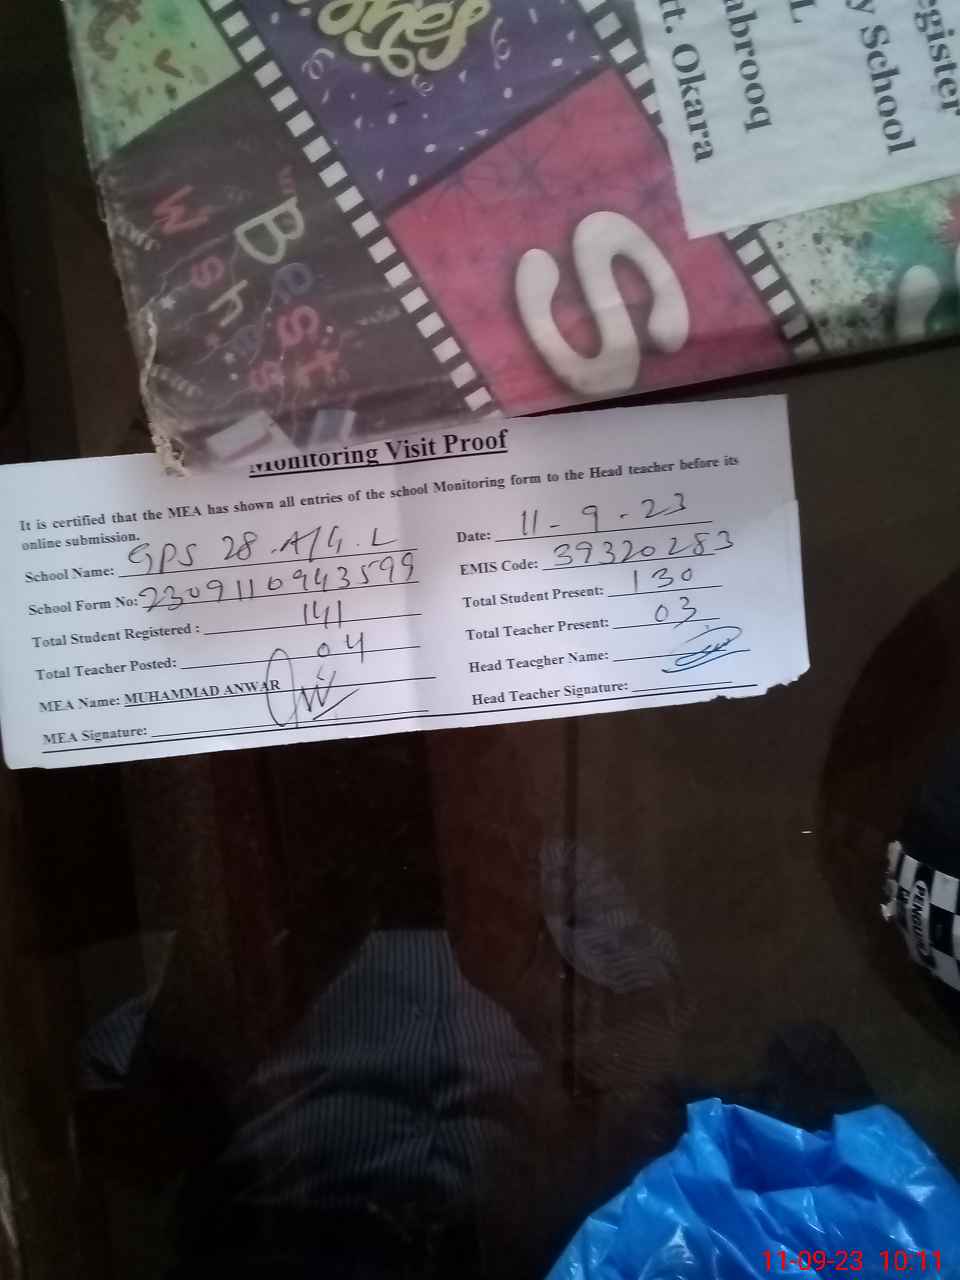 egister
y School
L
abrooq
rt. Okara
Best
Wishes
S
Monitoring Visit Proof
It is certified that the MEA has shown all entries of the school Monitoring form to the Head teacher before its
online submission.
School Name: GPS 28.A/4.L
Date: 11-9-23
School Form No: 2309110943599
EMIS Code: 39320283
Total Student Registered : 141
Total Student Present: 130
Total Teacher Posted: 04
Total Teacher Present: 03
MEA Name: MUHAMMAD ANWAR
Head Teacgher Name:
MEA Signature:
Head Teacher Signature:
PENGUIN
11-09-23 10:11